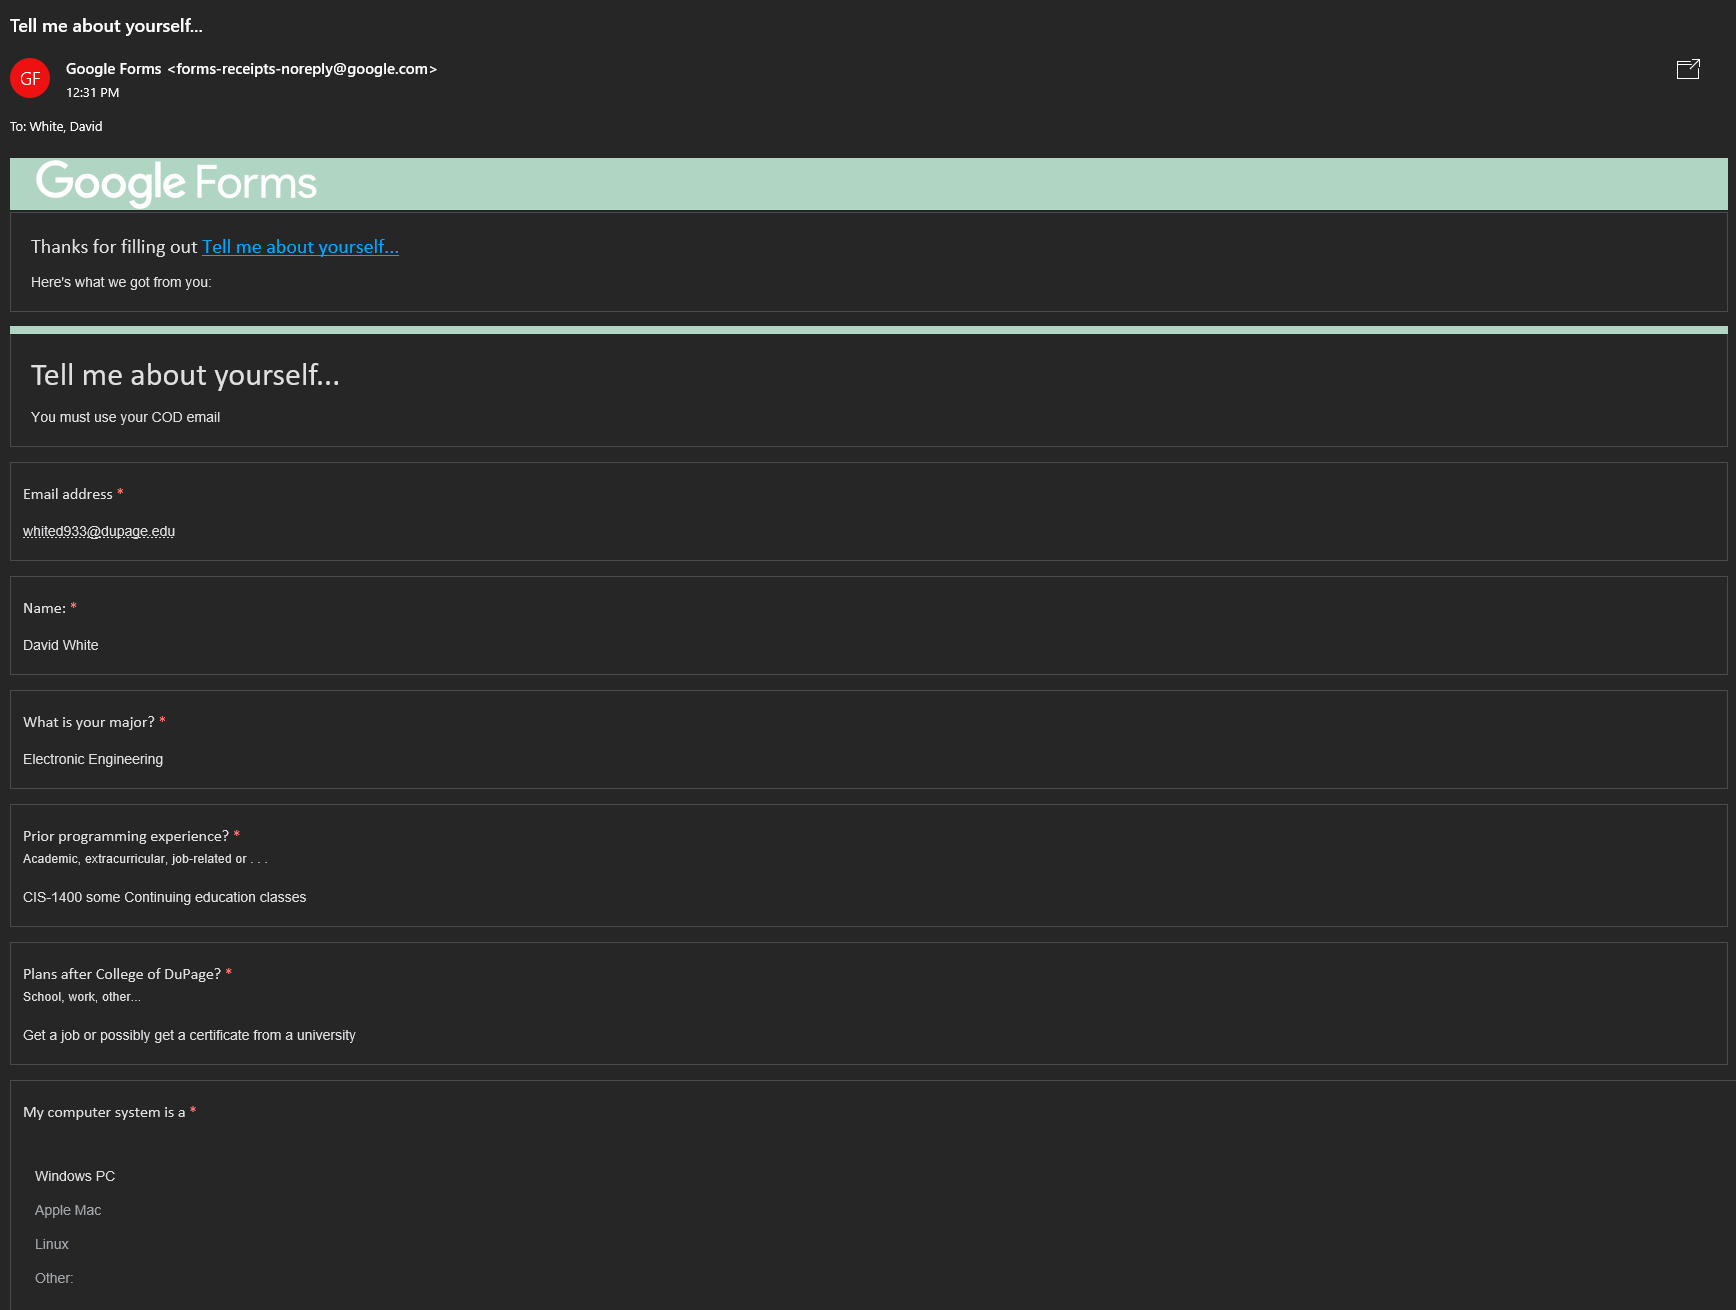 Tell me about yourself...
GF
Google Forms <forms-receipts-noreply@google.com>
12:31 PM
To: White, David
Google Forms
Thanks for filling out Tell me about yourself...
Here's what we got from you:
Tell me about yourself...
You must use your COD email
Email address *
whited933@dupage.edu
Name: *
David White
What is your major? *
Electronic Engineering
Prior programming experience? *
Academic, extracurricular, job-related or . . .
CIS-1400 some Continuing education classes
Plans after College of DuPage? *
School, work, other...
Get a job or possibly get a certificate from a university
My computer system is a *
Windows PC
Apple Mac
Linux
Other: